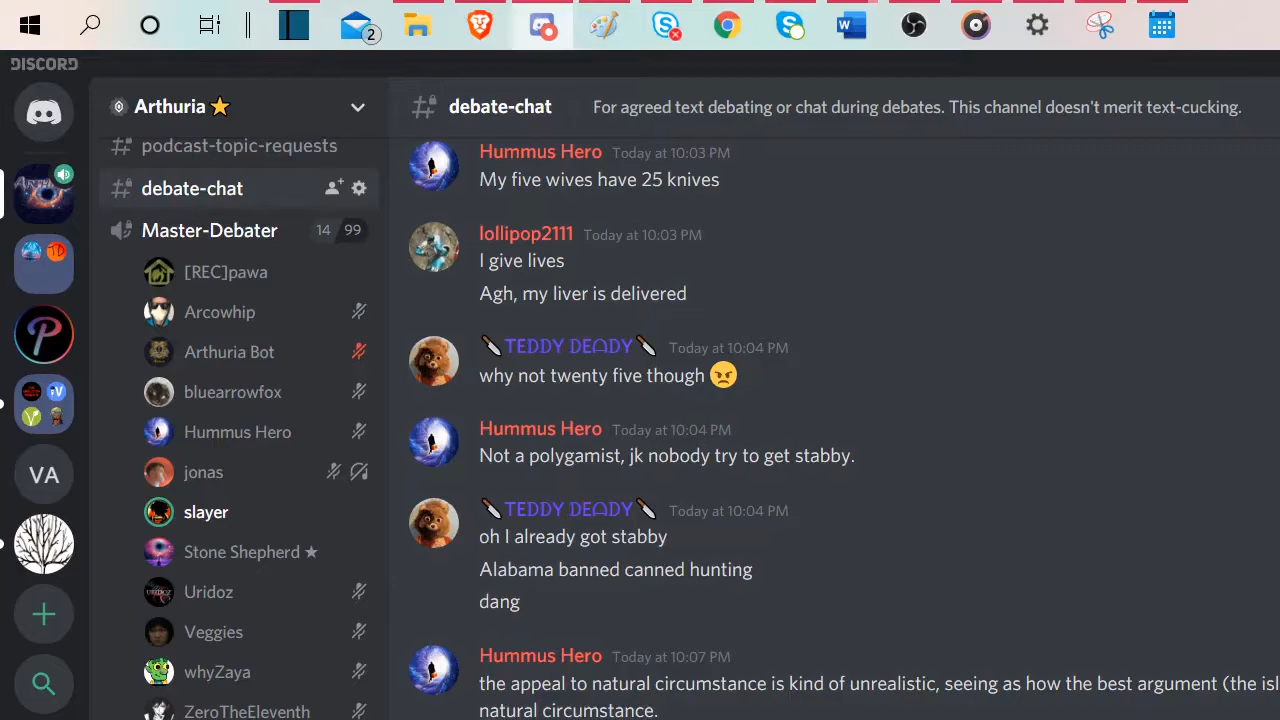 2
DISCORD
Arthuria ⭐
debate-chat For agreed text debating or chat during debates. This channel doesn't merit text-cucking.
podcast-topic-requests
debate-chat
Master-Debater 14 99
[REC]pawa
Arcowhip
Arthuria Bot
bluearrowfox
Hummus Hero
jonas
slayer
Stone Shepherd ★
Uridoz
Veggies
whyZaya
ZeroTheEleventh
VA
Hummus Hero Today at 10:03 PM
My five wives have 25 knives
lollipop2111 Today at 10:03 PM
I give lives
Agh, my liver is delivered
🔪TEDDY DEADY🔪 Today at 10:04 PM
why not twenty five though 😠
Hummus Hero Today at 10:04 PM
Not a polygamist, jk nobody try to get stabby.
🔪TEDDY DEADY🔪 Today at 10:04 PM
oh I already got stabby
Alabama banned canned hunting
dang
Hummus Hero Today at 10:07 PM
the appeal to natural circumstance is kind of unrealistic, seeing as how the best argument (the isl
natural circumstance.